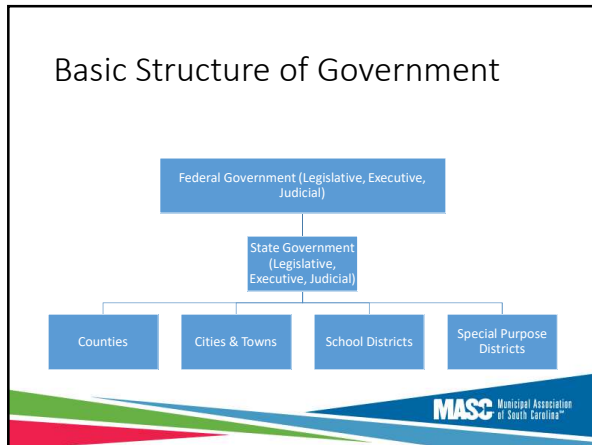 Basic Structure of Government
Federal Government (Legislative, Executive,
Judicial)
State Government
(Legislative,
Executive, Judicial)
Counties
Cities & Towns
School Districts
Special Purpose
Districts
MASC Municipal Association
of South Carolina™